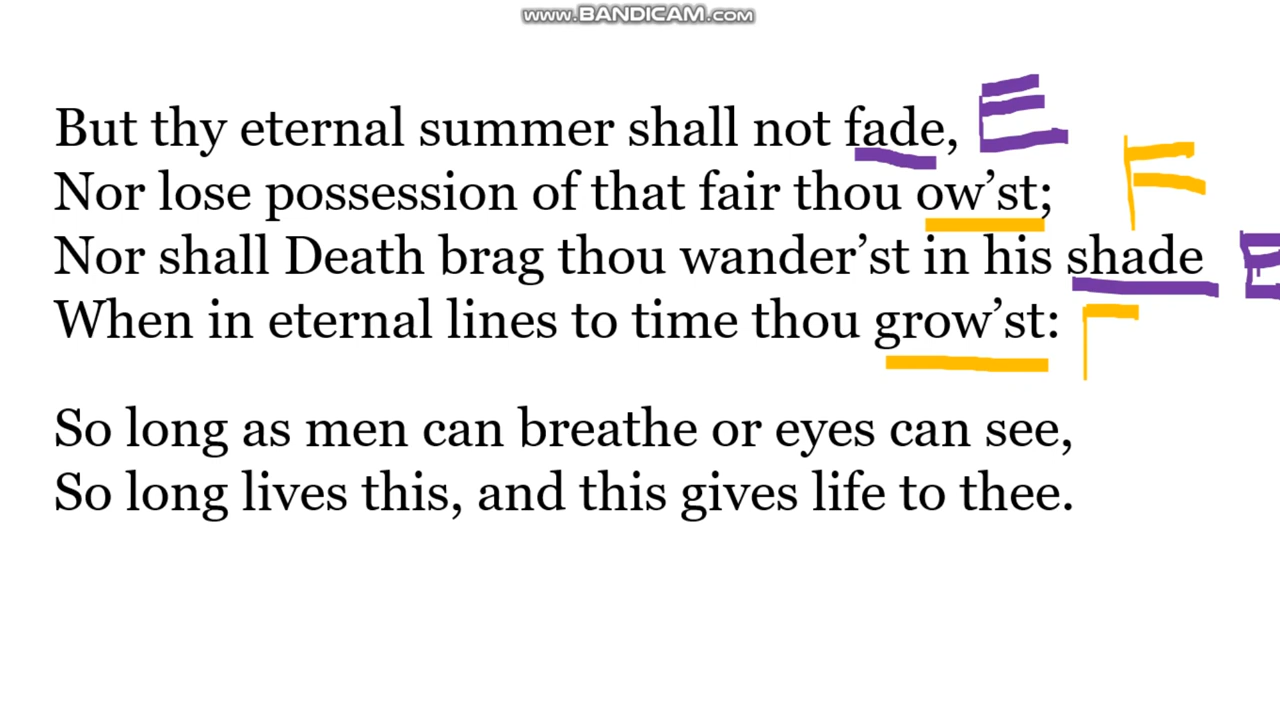 www.BANDICAM.com
But thy eternal summer shall not fade, E
Nor lose possession of that fair thou ow’st; F
Nor shall Death brag thou wander’st in his shade E
When in eternal lines to time thou grow’st:
So long as men can breathe or eyes can see,
So long lives this, and this gives life to thee.